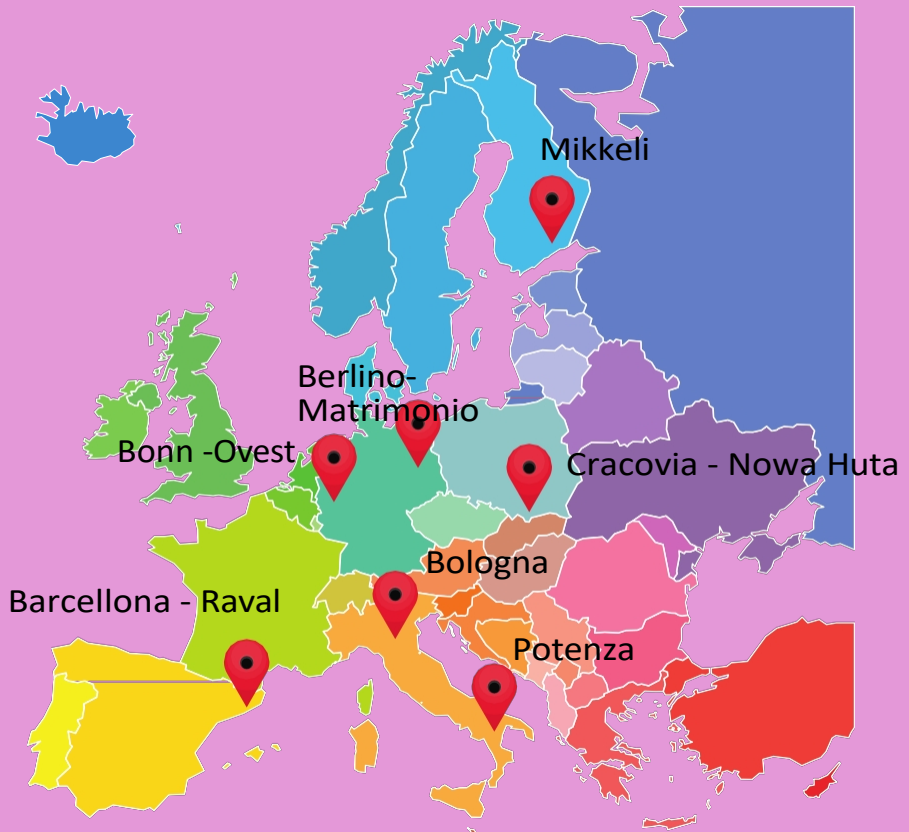 Mikkeli
Berlino-
Matrimonio
Bonn -Ovest
Cracovia - Nowa Huta
Bologna
Barcellona - Raval
Potenza